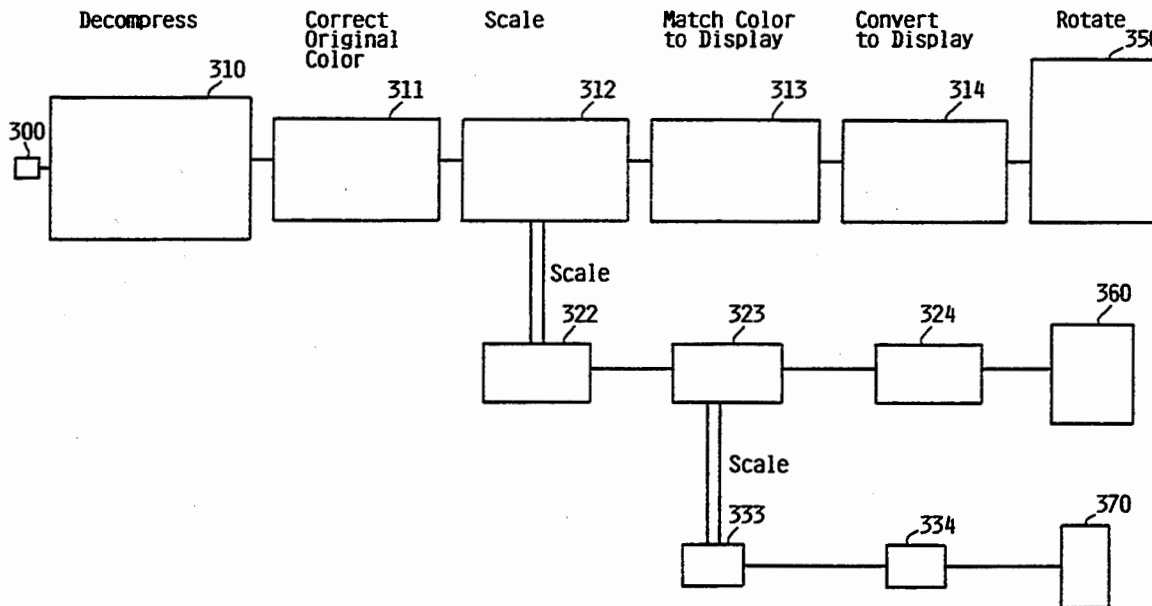 Decompress
Correct
Original
Color
Scale
Match Color
to Display
Convert
to Display
Rotate
300
310
311
312
313
314
350
Scale
322
323
324
360
Scale
333
334
370